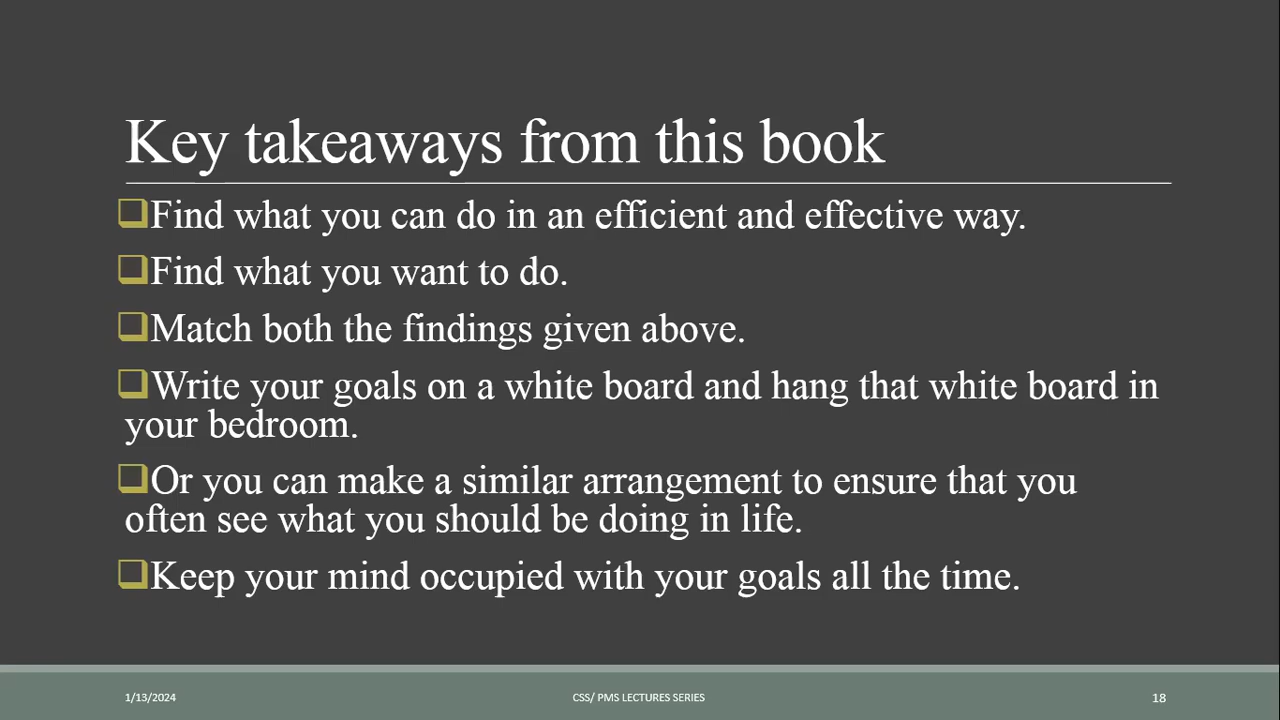 Key takeaways from this book
Find what you can do in an efficient and effective way.
Find what you want to do.
Match both the findings given above.
Write your goals on a white board and hang that white board in
your bedroom.
Or you can make a similar arrangement to ensure that you
often see what you should be doing in life.
Keep your mind occupied with your goals all the time.
1/13/2024
CSS/ PMS LECTURES SERIES
18